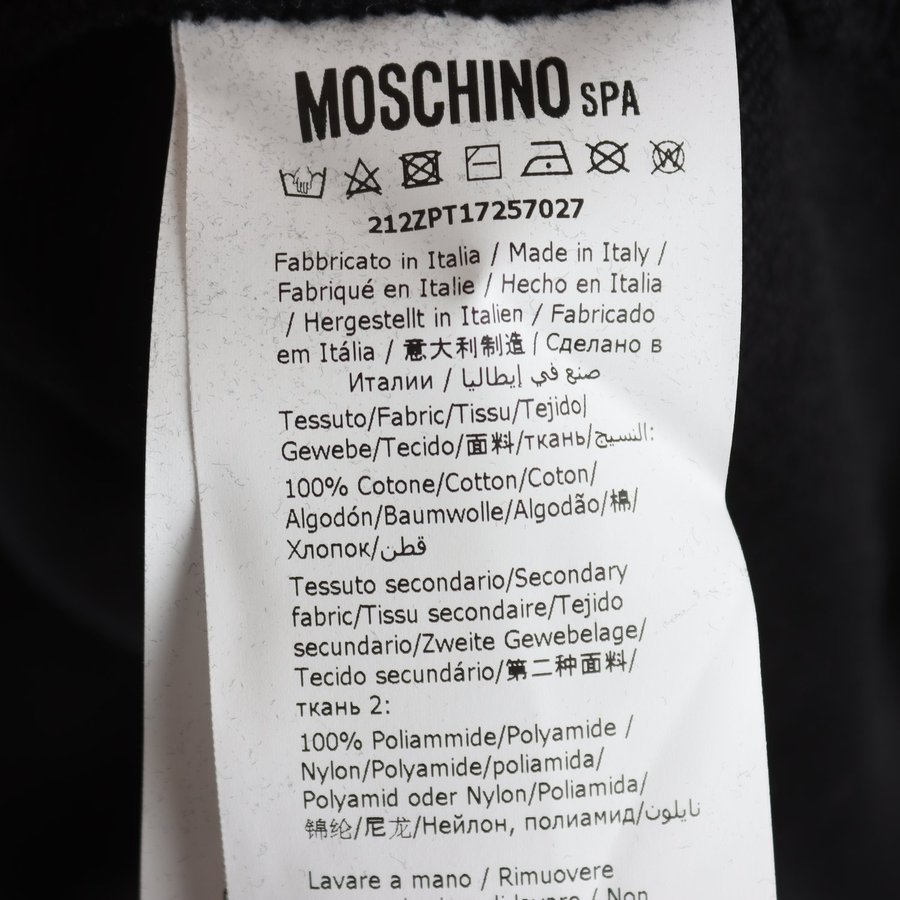 MOSCHINO SPA
212ZPT17257027
Fabbricato in Italia / Made in Italy /
Fabriqué en Italie / Hecho en Italia
/ Hergestellt in Italien / Fabricado
em Itália / 意大利制造 / Сделано в
Италии / صنع في إيطاليا
Tessuto/Fabric/Tissu/Tejido/
Gewebe/Tecido/面料/ткань/النسيج:
100% Cotone/Cotton/Coton/
Algodón/Baumwolle/Algodão/棉/
Хлопок/قطن
Tessuto secondario/Secondary
fabric/Tissu secondaire/Tejido
secundario/Zweite Gewebelage/
Tecido secundário/第二种面料/
ткань 2:
100% Poliammide/Polyamide /
Nylon/Polyamide/poliamida/
Polyamid oder Nylon/Poliamida/
锦纶/尼龙/Нейлон, полиамид/نايلون
Lavare a mano / Rimuovere
/ Non